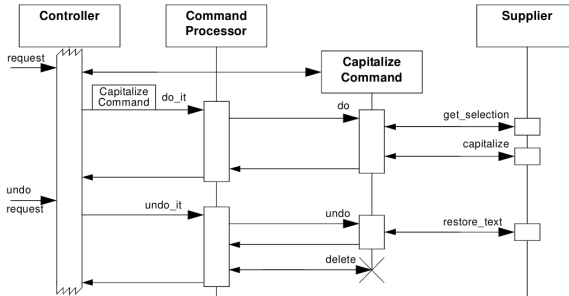 Controller
Command
Processor
Supplier
request
Capitalize
Command
Capitalize
Command
do_it
do
get_selection
capitalize
undo
request
undo_it
undo
restore_text
delete